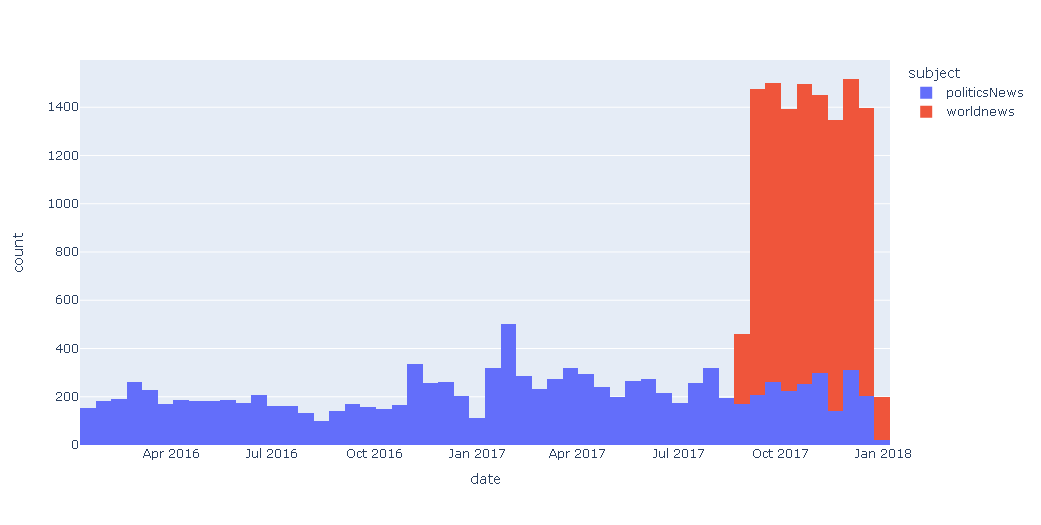 subject
politicsNews
worldnews
count
1400
1200
1000
800
600
400
200
0
Apr 2016 Jul 2016 Oct 2016 Jan 2017 Apr 2017 Jul 2017 Oct 2017 Jan 2018
date